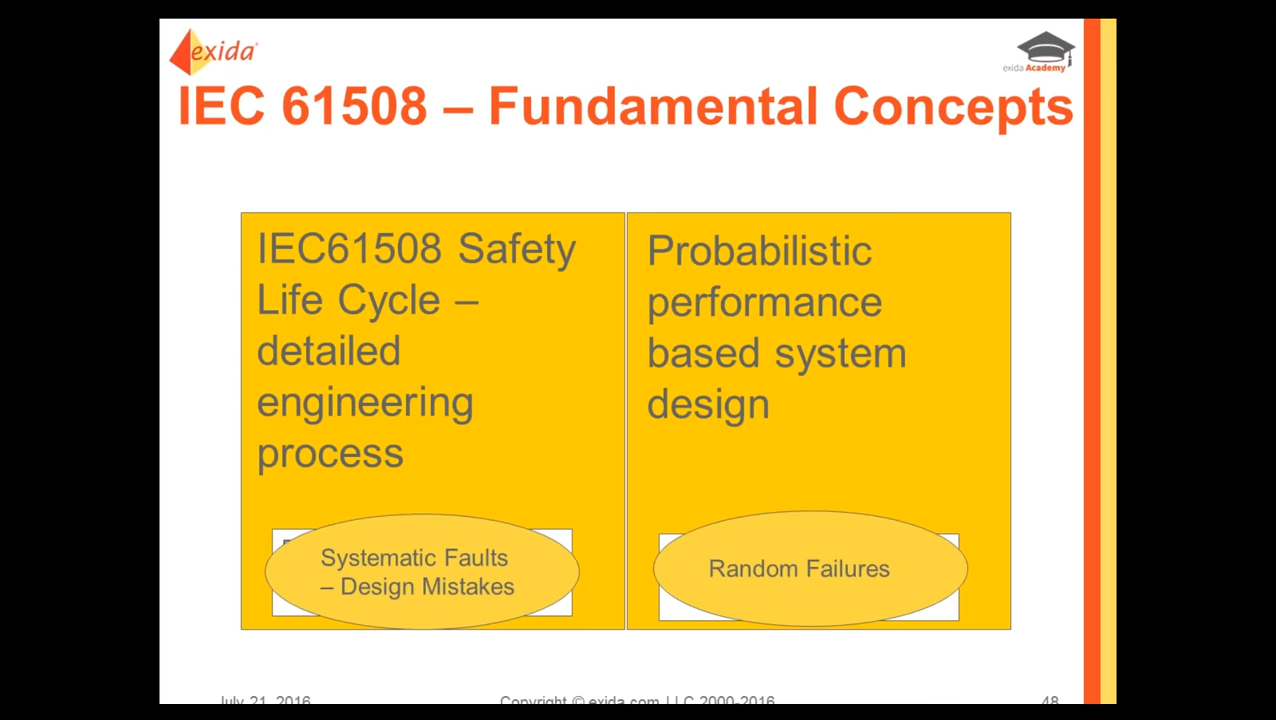 exida
exida Academy
IEC 61508 – Fundamental Concepts
IEC61508 Safety
Life Cycle –
detailed
engineering
process
Systematic Faults
– Design Mistakes
Probabilistic
performance
based system
design
Random Failures
July 21, 2016
Copyright © exida.com LLC 2000-2016
48